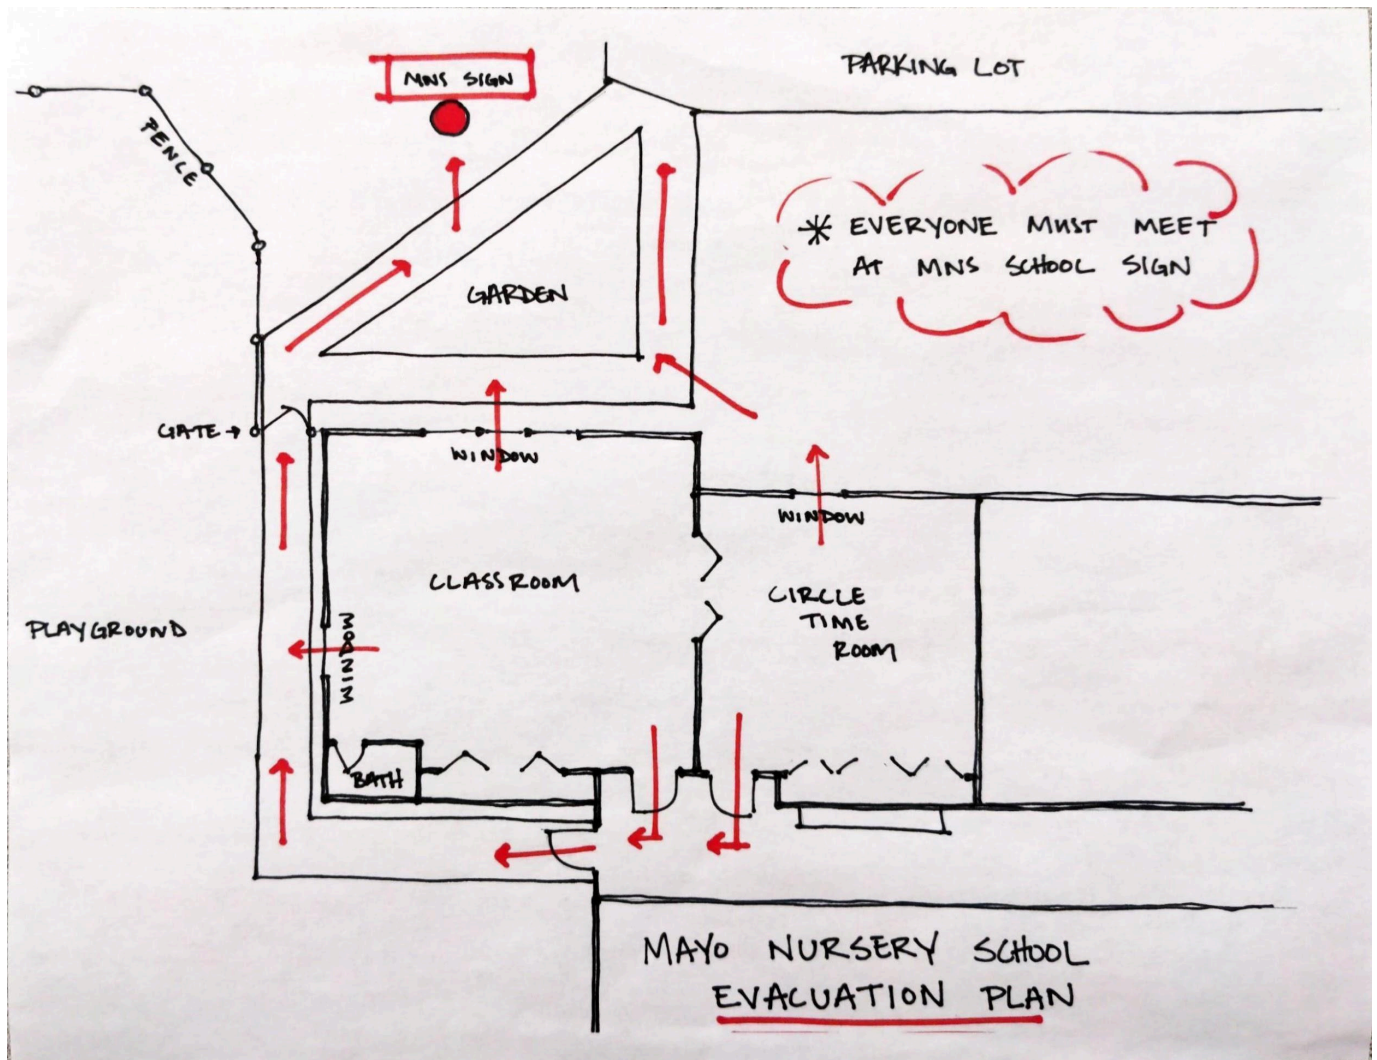 MNS SIGN
PARKING LOT
FENCE
* EVERYONE MUST MEET
AT MNS SCHOOL SIGN
GARDEN
GATE →
WINDOW
WINDOW
CLASSROOM
CIRCLE
TIME
ROOM
PLAYGROUND
WINDOW
BATH
MAYO NURSERY SCHOOL
EVACUATION PLAN